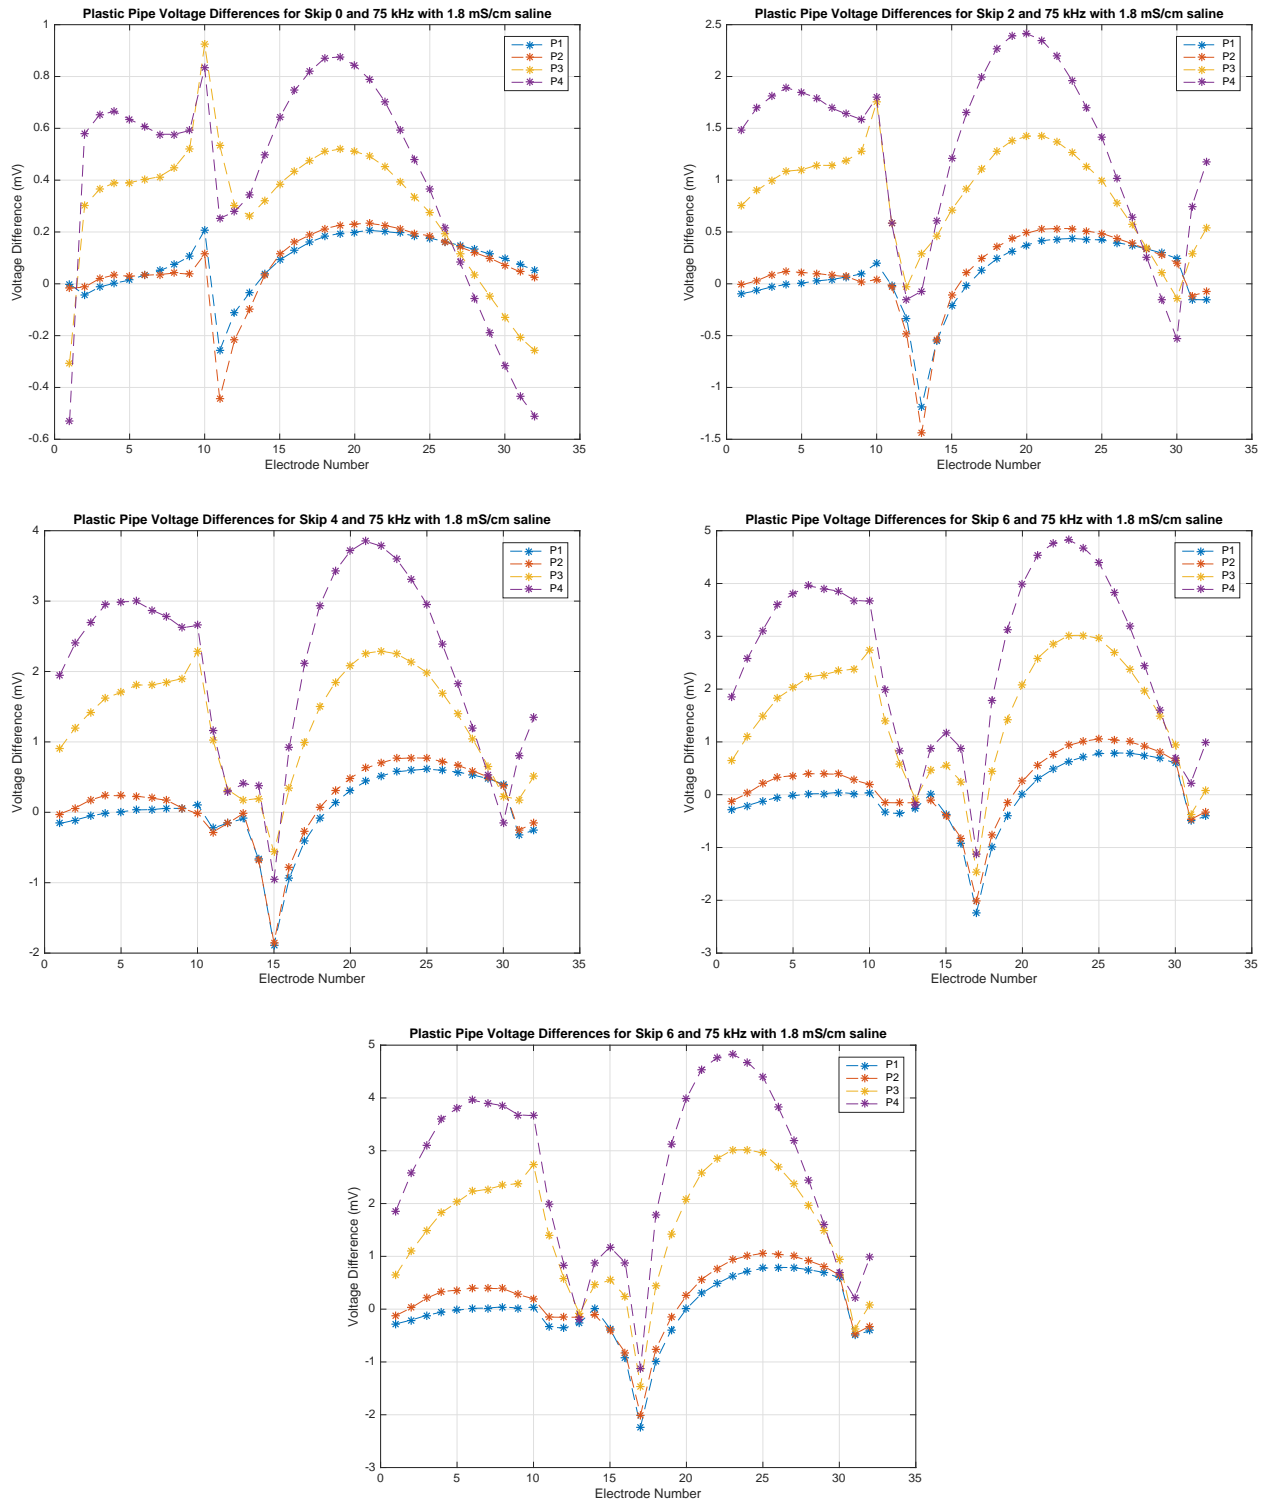 Plastic Pipe Voltage Differences for Skip 0 and 75 kHz with 1.8 mS/cm saline
1
0.8
0.6
0.4
0.2
0
-0.2
-0.4
-0.6
Voltage Difference (mV)
0 5 10 15 20 25 30 35
Electrode Number
P1
P2
P3
P4
Plastic Pipe Voltage Differences for Skip 2 and 75 kHz with 1.8 mS/cm saline
2.5
2
1.5
1
0.5
0
-0.5
-1
-1.5
Voltage Difference (mV)
0 5 10 15 20 25 30 35
Electrode Number
P1
P2
P3
P4
Plastic Pipe Voltage Differences for Skip 4 and 75 kHz with 1.8 mS/cm saline
4
3
2
1
0
-1
-2
Voltage Difference (mV)
0 5 10 15 20 25 30 35
Electrode Number
P1
P2
P3
P4
Plastic Pipe Voltage Differences for Skip 6 and 75 kHz with 1.8 mS/cm saline
5
4
3
2
1
0
-1
-2
-3
Voltage Difference (mV)
0 5 10 15 20 25 30 35
Electrode Number
P1
P2
P3
P4
Plastic Pipe Voltage Differences for Skip 6 and 75 kHz with 1.8 mS/cm saline
5
4
3
2
1
0
-1
-2
-3
Voltage Difference (mV)
0 5 10 15 20 25 30 35
Electrode Number
P1
P2
P3
P4